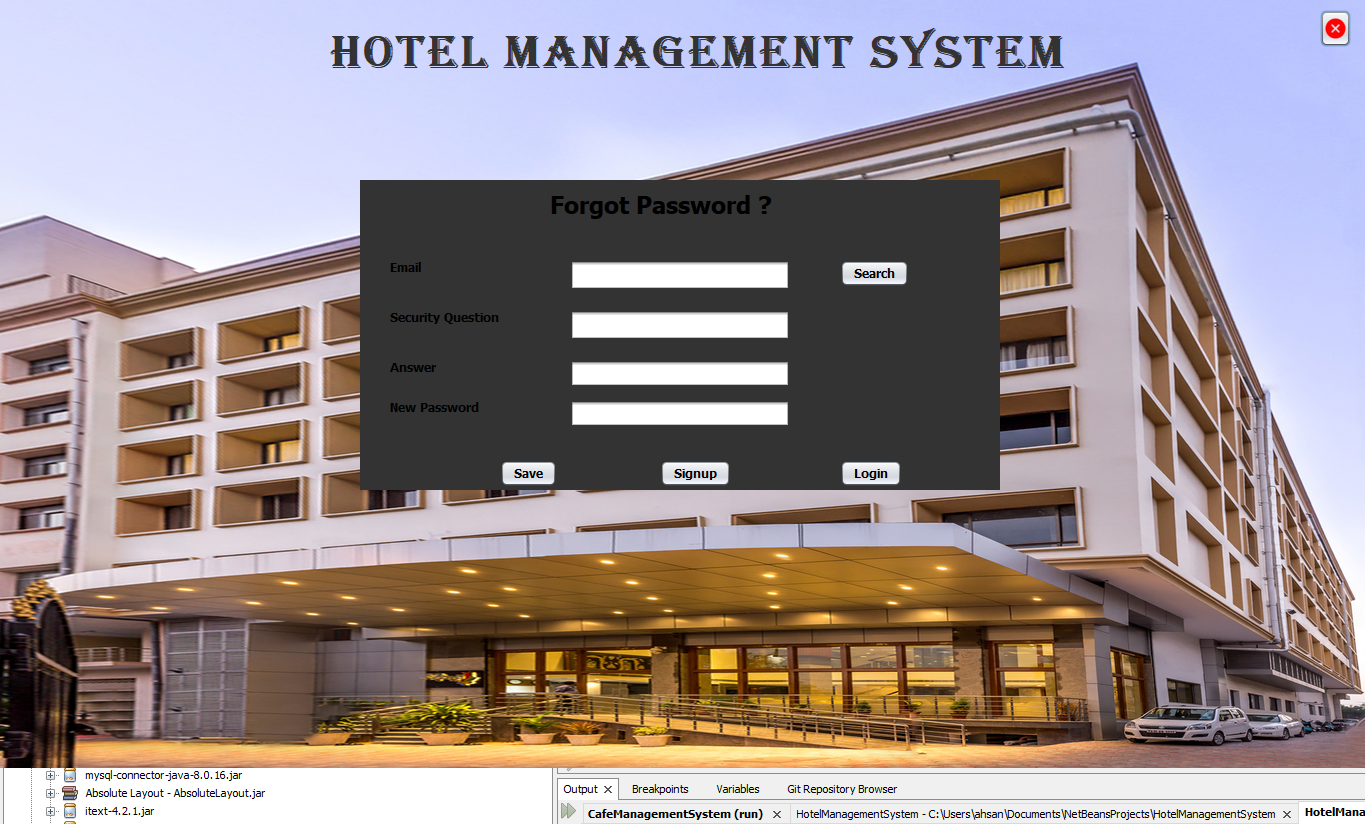 HOTEL MANAGEMENT SYSTEM
Forgot Password ?
Email
Search
Security Question
Answer
New Password
Save
Signup
Login
mysql-connector-java-8.0.16.jar
Absolute Layout - AbsoluteLayout.jar
itext-4.2.1.jar
Output
Breakpoints
Variables
Git Repository Browser
CafeManagementSystem (run)
HotelManagementSystem - C:\Users\ahsan\Documents\NetBeansProjects\HotelManagementSystem
HotelMana